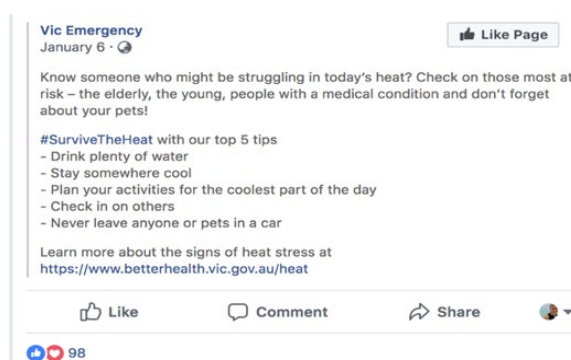 Vic Emergency
Like Page
January 6 ·
Know someone who might be struggling in today's heat? Check on those most at
risk – the elderly, the young, people with a medical condition and don't forget
about your pets!
#SurviveTheHeat with our top 5 tips
- Drink plenty of water
- Stay somewhere cool
- Plan your activities for the coolest part of the day
- Check in on others
- Never leave anyone or pets in a car
Learn more about the signs of heat stress at
https://www.betterhealth.vic.gov.au/heat
Like Comment Share
98